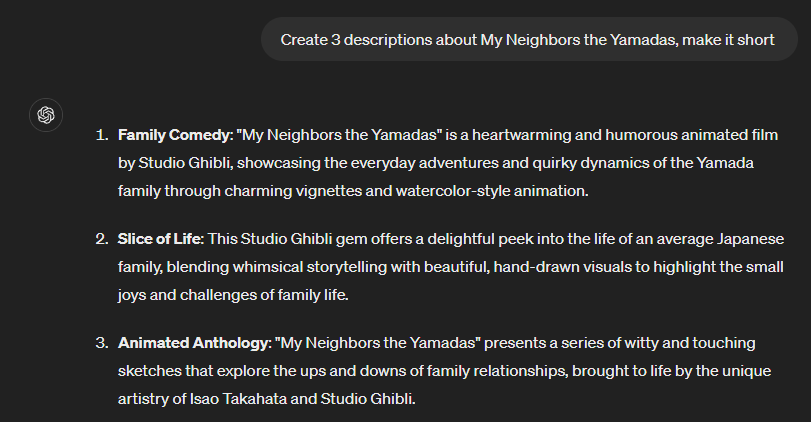 Create 3 descriptions about My Neighbors the Yamadas, make it short
1. Family Comedy: "My Neighbors the Yamadas" is a heartwarming and humorous animated film
by Studio Ghibli, showcasing the everyday adventures and quirky dynamics of the Yamada
family through charming vignettes and watercolor-style animation.
2. Slice of Life: This Studio Ghibli gem offers a delightful peek into the life of an average Japanese
family, blending whimsical storytelling with beautiful, hand-drawn visuals to highlight the small
joys and challenges of family life.
3. Animated Anthology: "My Neighbors the Yamadas" presents a series of witty and touching
sketches that explore the ups and downs of family relationships, brought to life by the unique
artistry of Isao Takahata and Studio Ghibli.